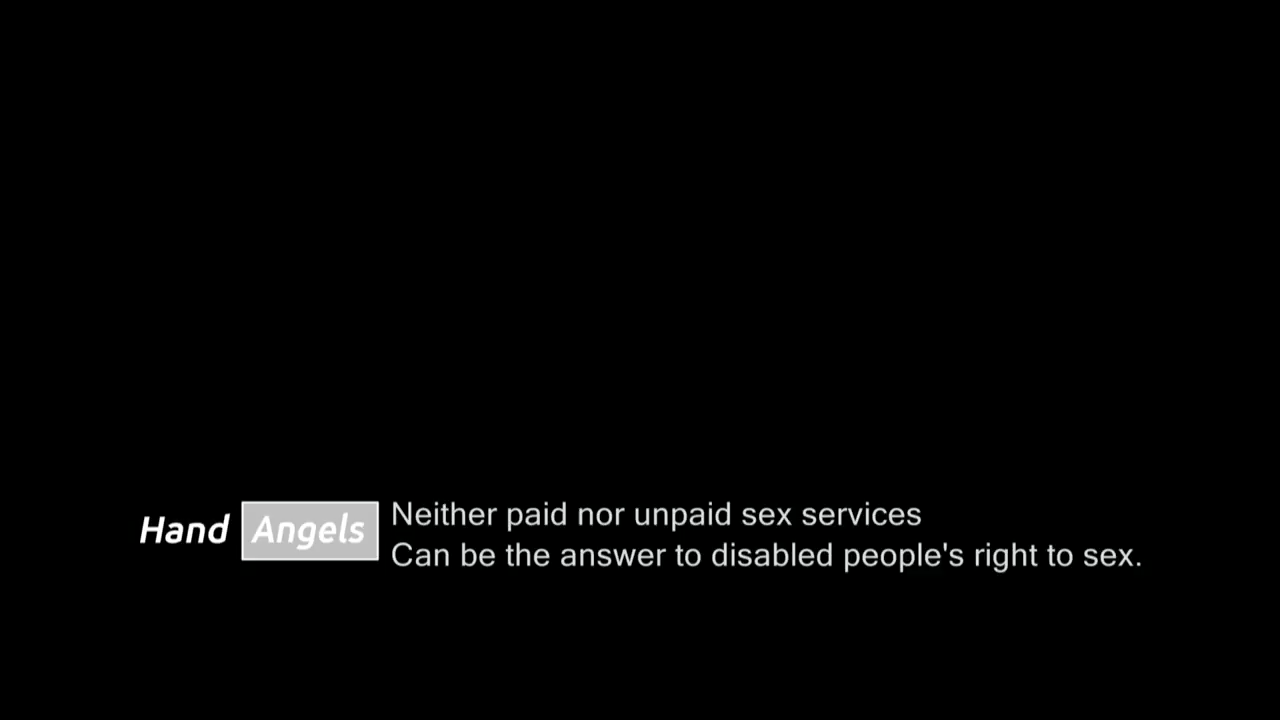 Hand Angels
Neither paid nor unpaid sex services
Can be the answer to disabled people's right to sex.